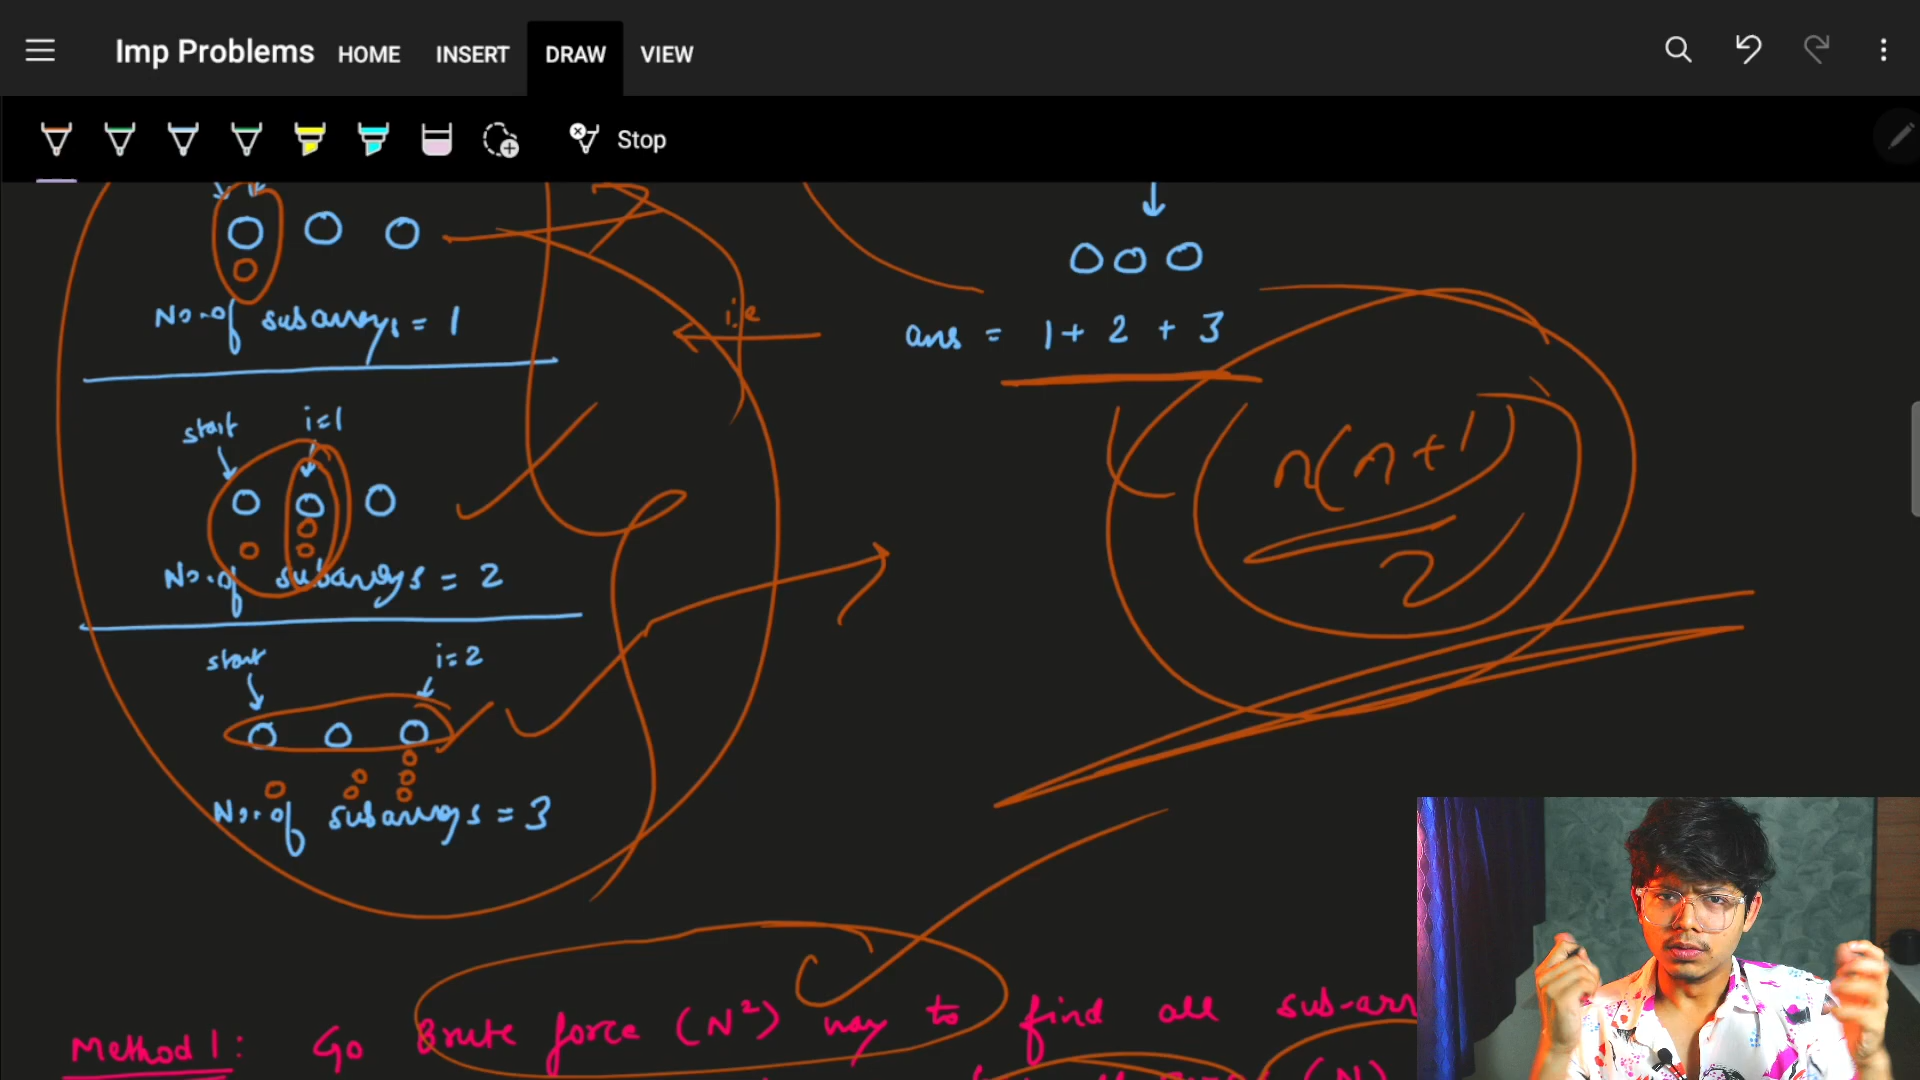 Imp Problems HOME INSERT DRAW VIEW
Stop
No. of subarrays = 1
i.e
ans = 1 + 2 + 3
start i=1
n(n+1)
2
No. of subarrays = 2
start i=2
No. of subarrays = 3
Method 1: Go Brute force (N²) way to find all sub-arr
(N)